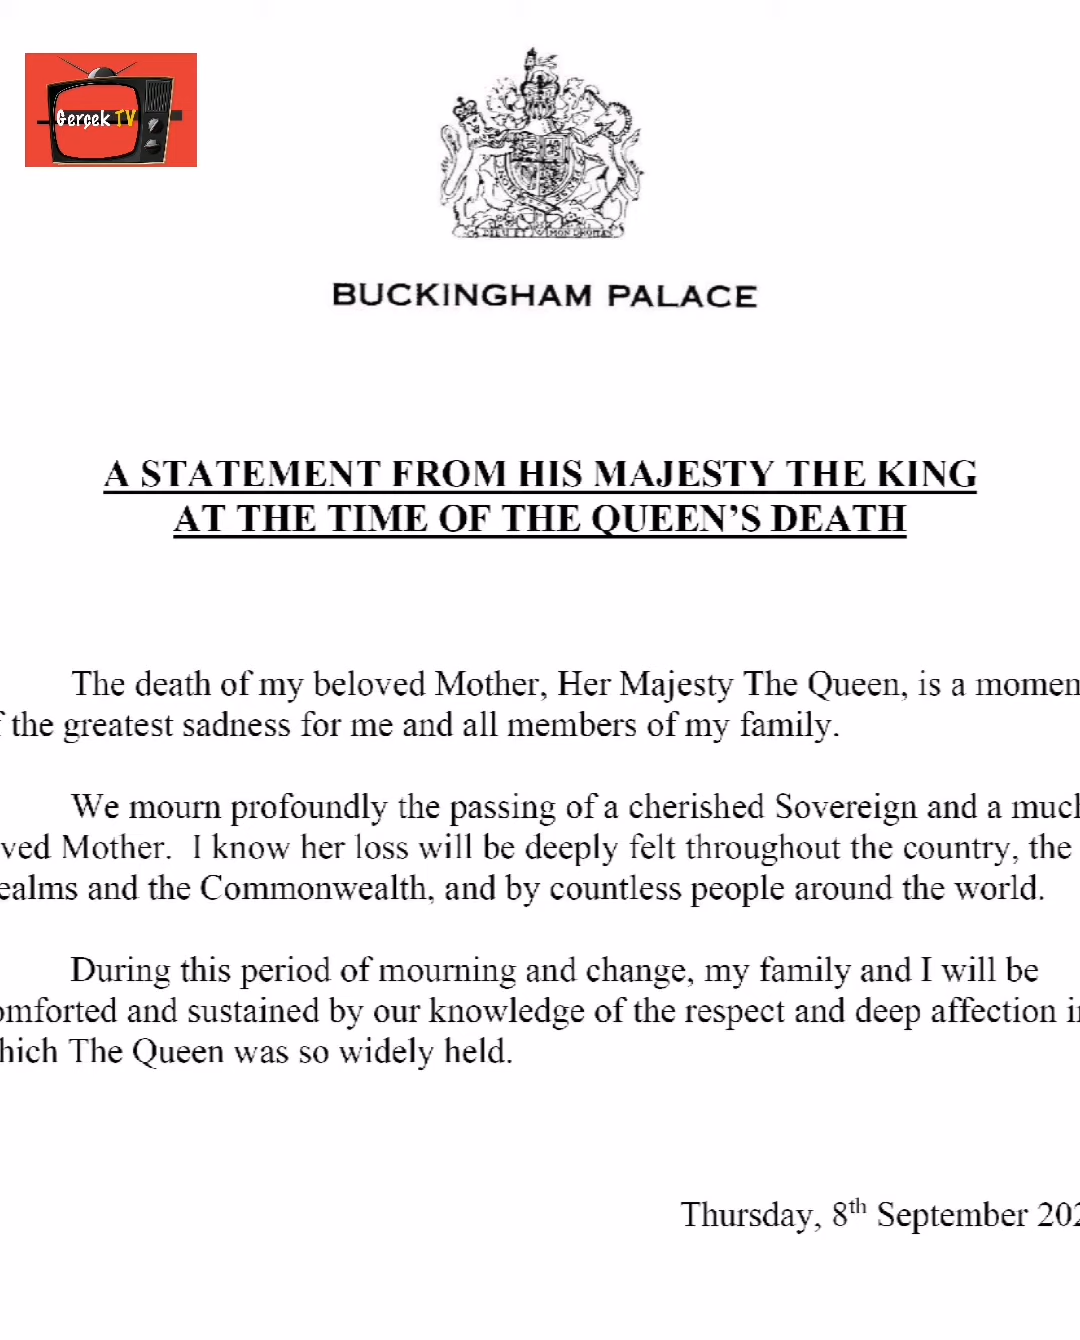 Gerçek TV
BUCKINGHAM PALACE
A STATEMENT FROM HIS MAJESTY THE KING
AT THE TIME OF THE QUEEN’S DEATH
The death of my beloved Mother, Her Majesty The Queen, is a momen
f the greatest sadness for me and all members of my family.
We mourn profoundly the passing of a cherished Sovereign and a much
ved Mother. I know her loss will be deeply felt throughout the country, the
ealms and the Commonwealth, and by countless people around the world.
During this period of mourning and change, my family and I will be
omforted and sustained by our knowledge of the respect and deep affection in
hich The Queen was so widely held.
Thursday, 8th September 202